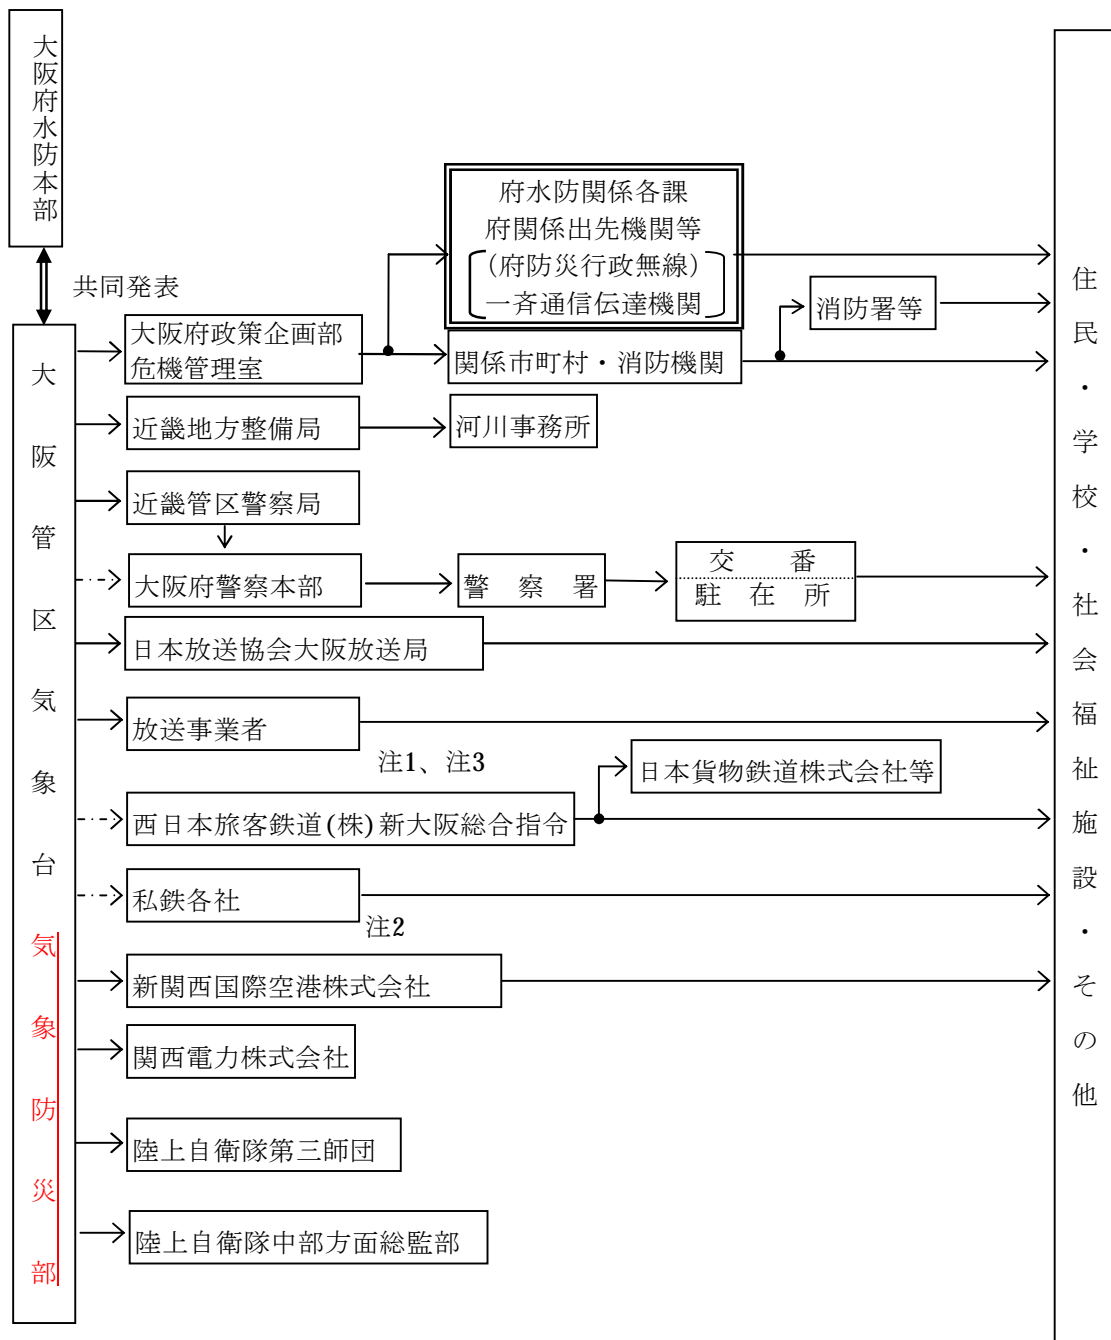 大阪府水防本部
共同発表
大阪管区気象台気象防災部
大阪府政策企画部
危機管理室
府水防関係各課
府関係出先機関等
(府防災行政無線)
一斉通信伝達機関
関係市町村・消防機関
消防署等
近畿地方整備局
河川事務所
近畿管区警察局
大阪府警察本部
警察署
交番
駐在所
日本放送協会大阪放送局
放送事業者
注1、注3
日本貨物鉄道株式会社等
西日本旅客鉄道(株)新大阪総合指令
私鉄各社
注2
新関西国際空港株式会社
関西電力株式会社
陸上自衛隊第三師団
陸上自衛隊中部方面総監部
住民・学校・社会福祉施設・その他